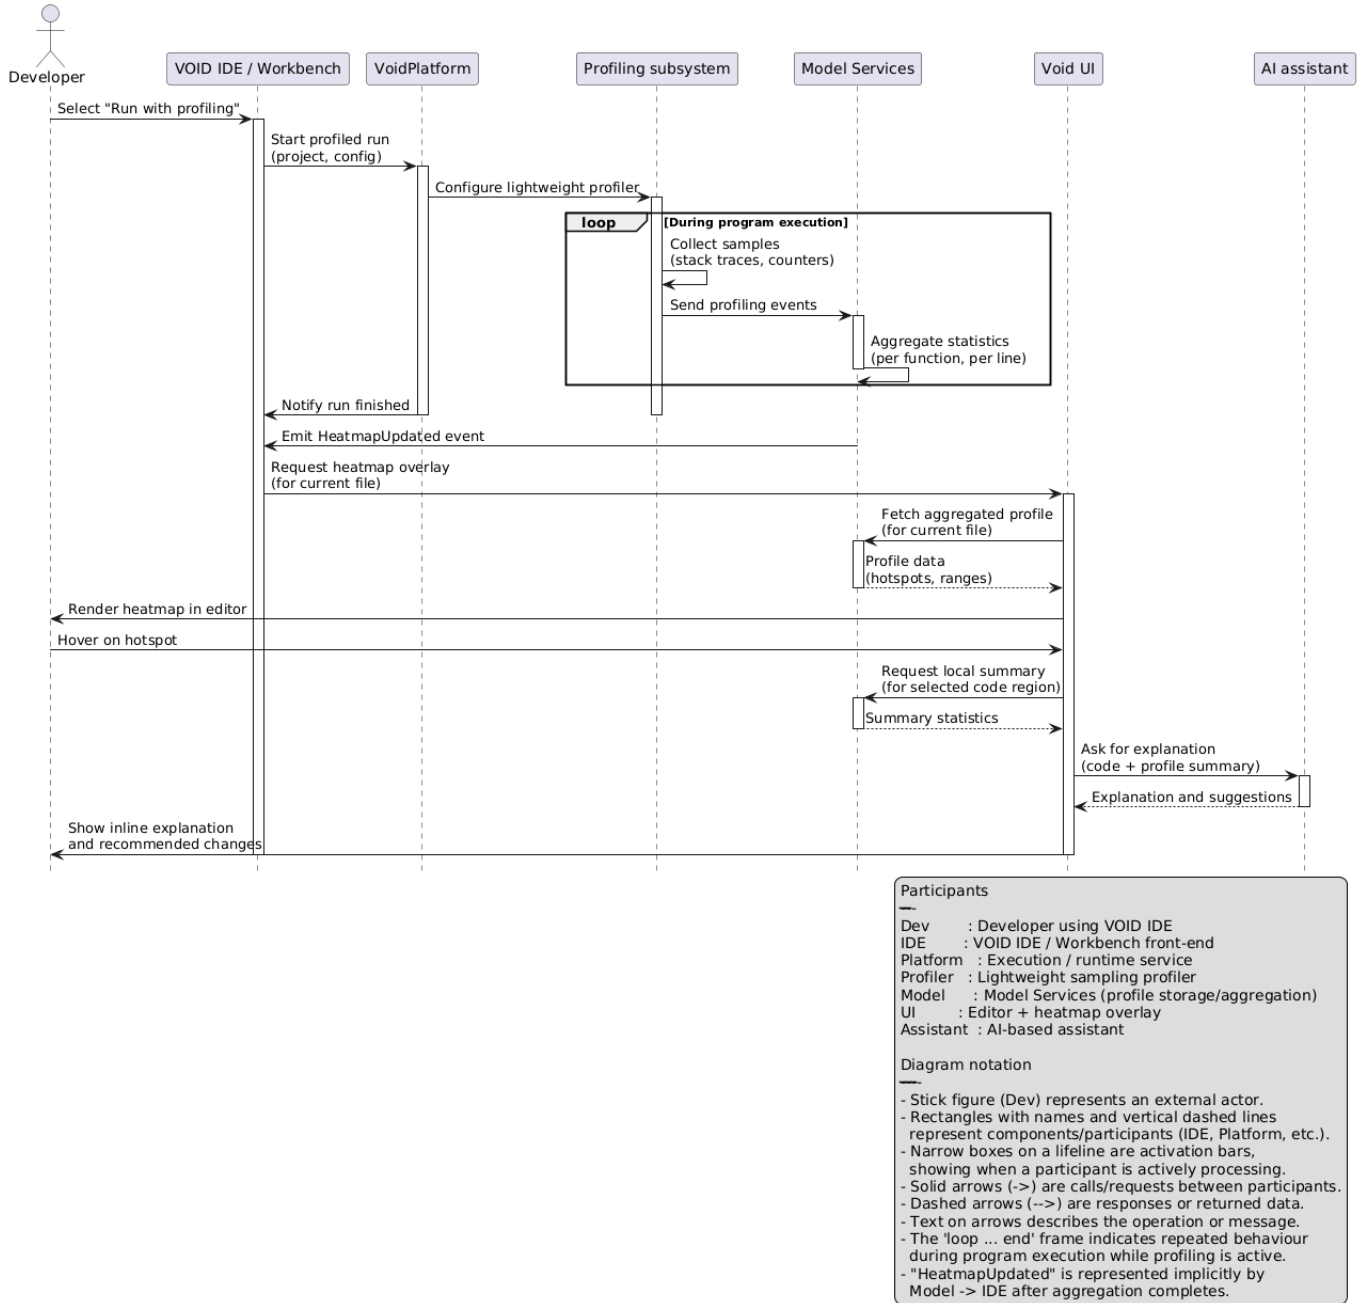 Developer
VOID IDE / Workbench
VoidPlatform
Profiling subsystem
Model Services
Void UI
AI assistant
Select "Run with profiling"
Start profiled run
(project, config)
Configure lightweight profiler
loop
[During program execution]
Collect samples
(stack traces, counters)
Send profiling events
Aggregate statistics
(per function, per line)
Notify run finished
Emit HeatmapUpdated event
Request heatmap overlay
(for current file)
Fetch aggregated profile
(for current file)
Profile data
(hotspots, ranges)
Render heatmap in editor
Hover on hotspot
Request local summary
(for selected code region)
Summary statistics
Ask for explanation
(code + profile summary)
Explanation and suggestions
Show inline explanation
and recommended changes
Participants
Dev : Developer using VOID IDE
IDE : VOID IDE / Workbench front-end
Platform : Execution / runtime service
Profiler : Lightweight sampling profiler
Model : Model Services (profile storage/aggregation)
UI : Editor + heatmap overlay
Assistant : AI-based assistant
Diagram notation
- Stick figure (Dev) represents an external actor.
- Rectangles with names and vertical dashed lines
represent components/participants (IDE, Platform, etc.).
- Narrow boxes on a lifeline are activation bars,
showing when a participant is actively processing.
- Solid arrows (->) are calls/requests between participants.
- Dashed arrows (-->) are responses or returned data.
- Text on arrows describes the operation or message.
- The 'loop ... end' frame indicates repeated behaviour
during program execution while profiling is active.
- "HeatmapUpdated" is represented implicitly by
Model -> IDE after aggregation completes.